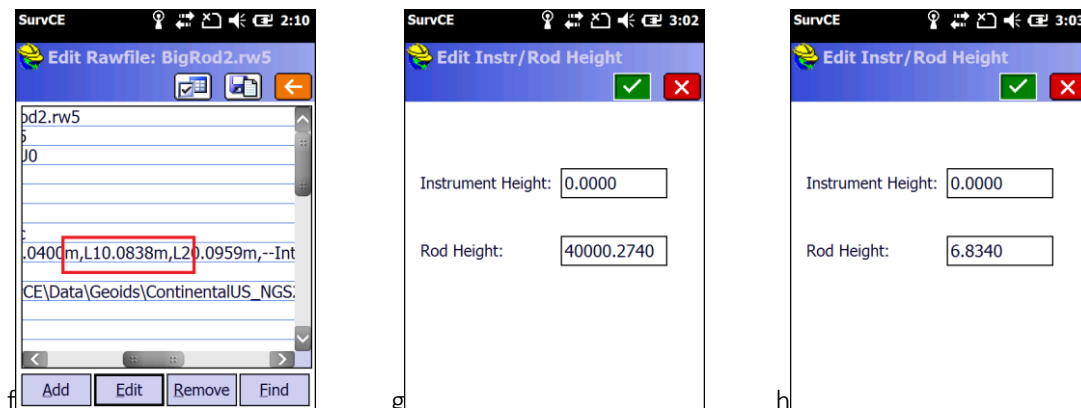 SurvCE 2:10
Edit Rawfile: BigRod2.rw5
od2.rw5
5
J0
.0400m,L10.0838m,L20.0959m,--Int
CE\Data\Geoids\ContinentalUS_NGS
Add Edit Remove Find
f
SurvCE 3:02
Edit Instr/Rod Height
Instrument Height: 0.0000
Rod Height: 40000.2740
g
SurvCE 3:03
Edit Instr/Rod Height
Instrument Height: 0.0000
Rod Height: 6.8340
h